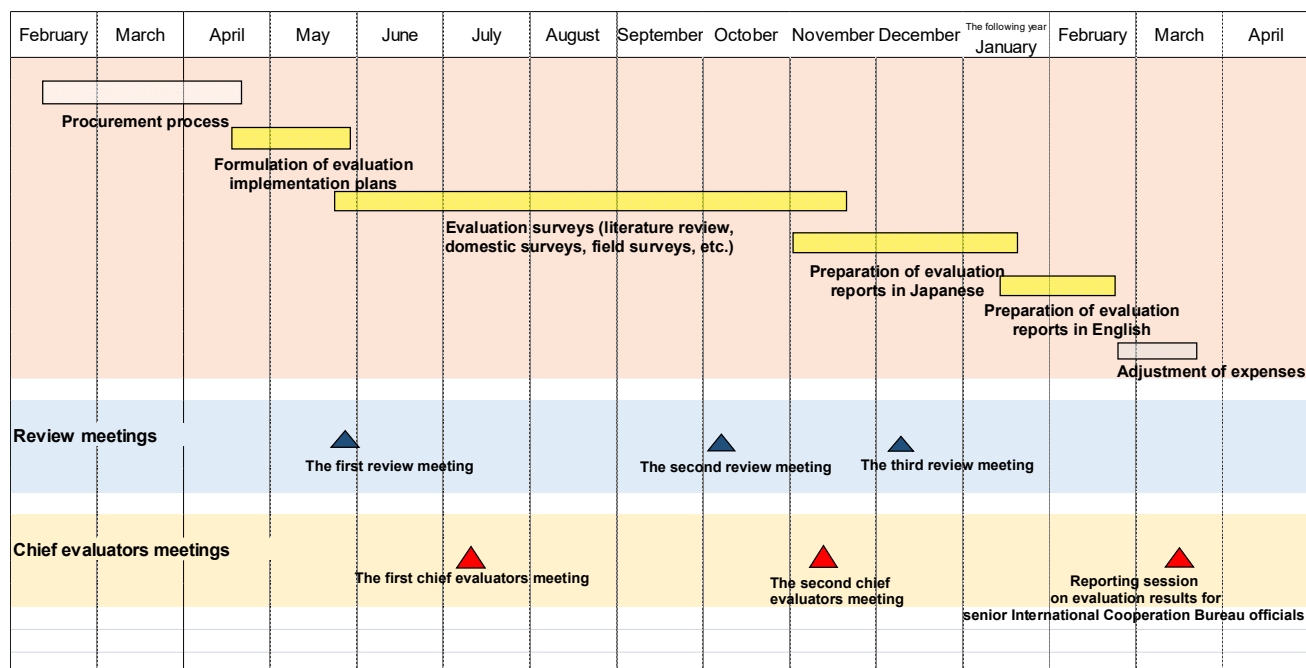 February March April May June July August September October November December The following year January February March April
Procurement process
Formulation of evaluation
implementation plans
Evaluation surveys (literature review,
domestic surveys, field surveys, etc.)
Preparation of evaluation
reports in Japanese
Preparation of evaluation
reports in English
Adjustment of expenses
Review meetings
The first review meeting
The second review meeting
The third review meeting
Chief evaluators meetings
The first chief evaluators meeting
The second chief
evaluators meeting
Reporting session
on evaluation results for
senior International Cooperation Bureau officials